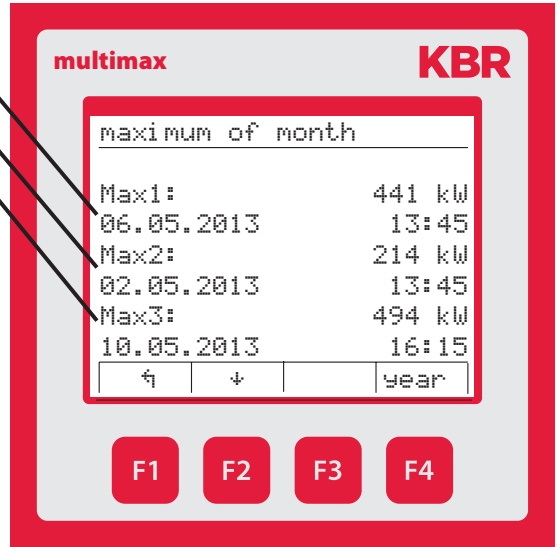 multimax KBR
maximum of month
Max1: 441 kW
06.05.2013 13:45
Max2: 214 kW
02.05.2013 13:45
Max3: 494 kW
10.05.2013 16:15
year
F1 F2 F3 F4